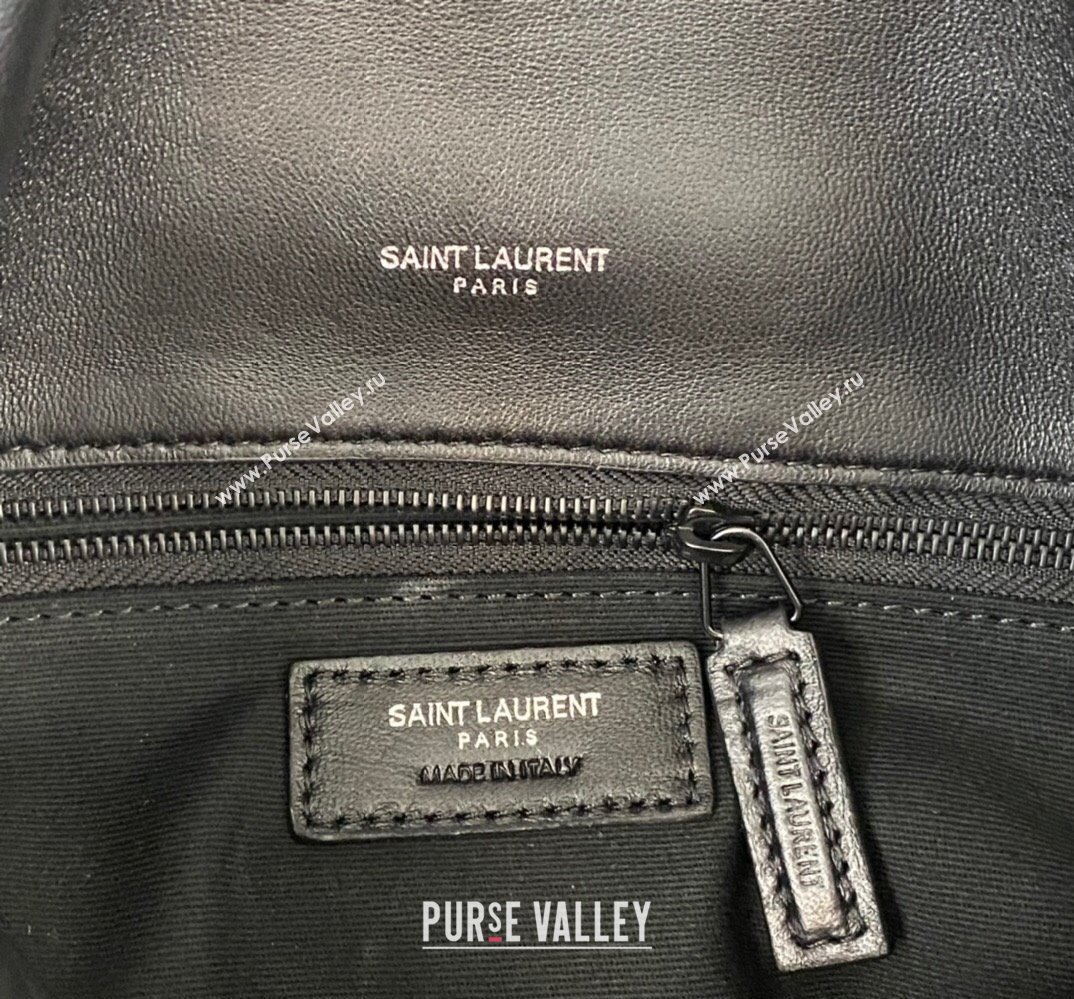 SAINT LAURENT
PARIS
www.PurseValley.ru
www.PurseValley.ru
SAINT LAURENT
PARIS
MADE IN ITALY
SAINT LAURENT
PURSE VALLEY